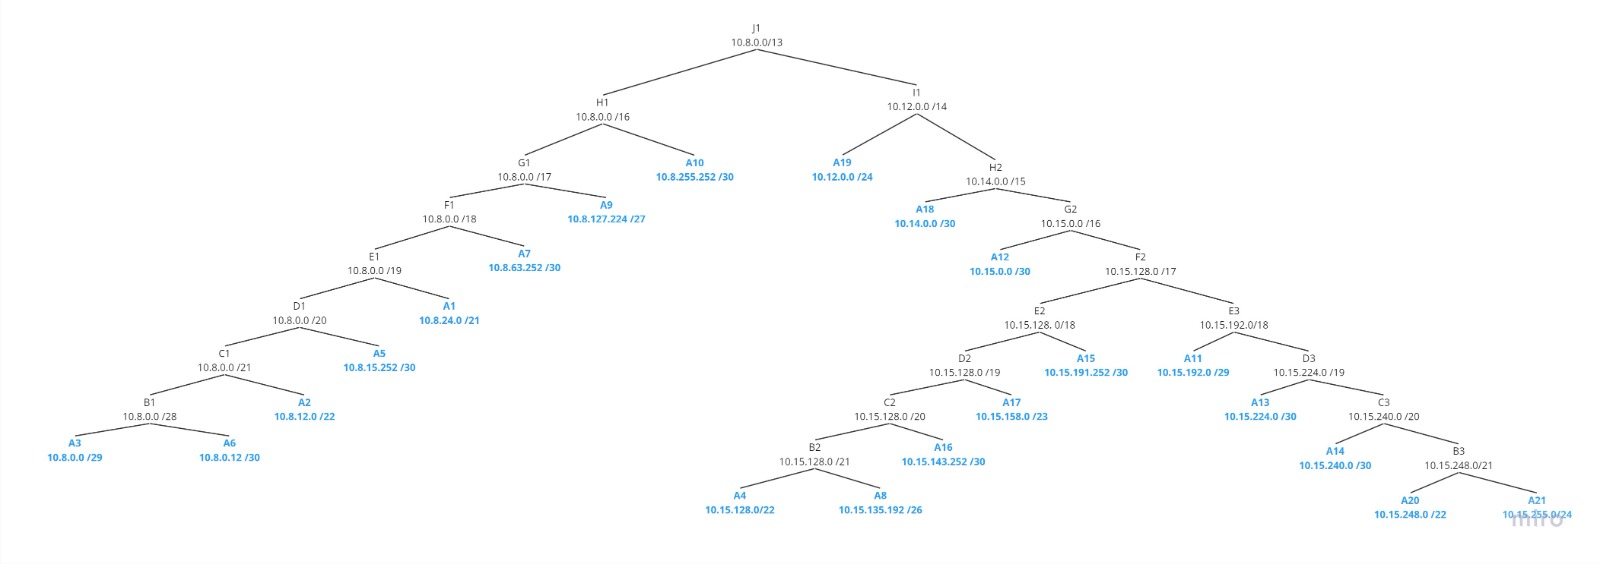 J1
10.8.0.0/13
I1
10.12.0.0 /14
H1
10.8.0.0 /16
G1
10.8.0.0 /17
A10
10.8.255.252 /30
A19
10.12.0.0 /24
H2
10.14.0.0 /15
F1
10.8.0.0 /18
A9
10.8.127.224 /27
A18
10.14.0.0 /30
G2
10.15.0.0 /16
E1
10.8.0.0 /19
A7
10.8.63.252 /30
A12
10.15.0.0 /30
F2
10.15.128.0 /17
D1
10.8.0.0 /20
A1
10.8.24.0 /21
E2
10.15.128. 0/18
E3
10.15.192.0/18
C1
10.8.0.0 /21
A5
10.8.15.252 /30
D2
10.15.128.0 /19
A15
10.15.191.252 /30
A11
10.15.192.0 /29
D3
10.15.224.0 /19
B1
10.8.0.0 /28
A2
10.8.12.0 /22
C2
10.15.128.0 /20
A17
10.15.158.0 /23
A13
10.15.224.0 /30
C3
10.15.240.0 /20
A3
10.8.0.0 /29
A6
10.8.0.12 /30
B2
10.15.128.0 /21
A16
10.15.143.252 /30
A14
10.15.240.0 /30
B3
10.15.248.0/21
A4
10.15.128.0/22
A8
10.15.135.192 /26
A20
10.15.248.0 /22
A21
10.15.255.0/24
miro